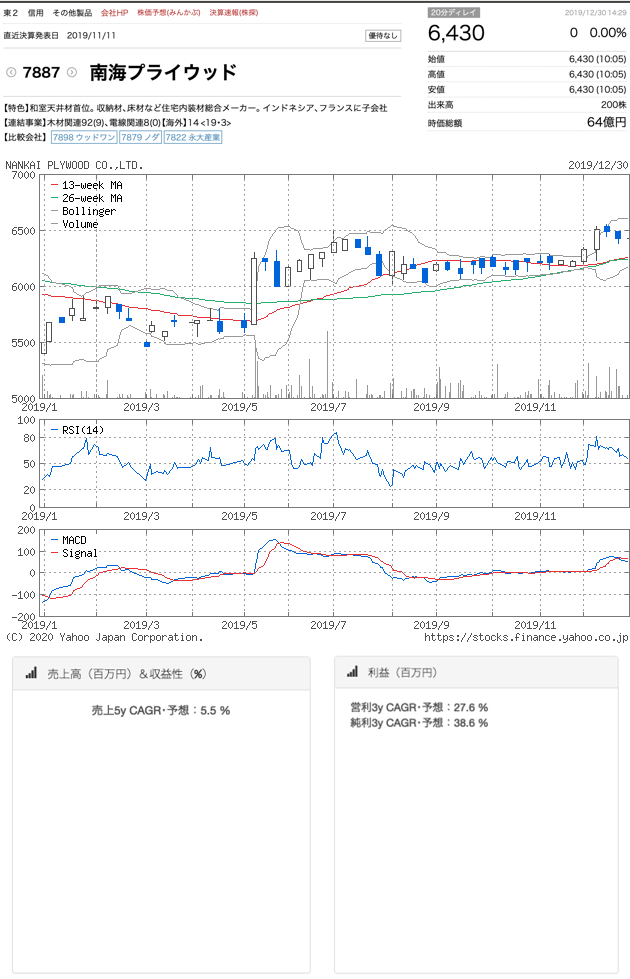 東2 信用 その他製品 会社HP 株価予想(みんかぶ) 決算速報(株探)
直近決算発表日 2019/11/11 優待なし
7887 南海プライウッド
【特色】和室天井材首位。収納材、床材など住宅内装材総合メーカー。インドネシア、フランスに子会社
【連結事業】木材関連92(9)、電線関連8(0)【海外】14 <19・3>
【比較会社】 7898 ウッドワン 7879 ノダ 7822 永大産業
20分ディレイ 2019/12/30 14:29
6,430 0 0.00%
始値 6,430 (10:05)
高値 6,430 (10:05)
安値 6,430 (10:05)
出来高 200株
時価総額 64億円
NANKAI PLYWOOD CO.,LTD. 2019/12/30
7000
6500
6000
5500
5000
13-week MA
26-week MA
Bollinger
Volume
2019/1 2019/3 2019/5 2019/7 2019/9 2019/11
100
80
50
20
0
RSI(14)
2019/1 2019/3 2019/5 2019/7 2019/9 2019/11
200
100
0
-100
-200
MACD
Signal
2019/1 2019/3 2019/5 2019/7 2019/9 2019/11
(C) 2020 Yahoo Japan Corporation. https://stocks.finance.yahoo.co.jp
売上高（百万円）＆収益性（%）
売上5y CAGR・予想：5.5 %
利益（百万円）
営利3y CAGR・予想：27.6 %
純利3y CAGR・予想：38.6 %